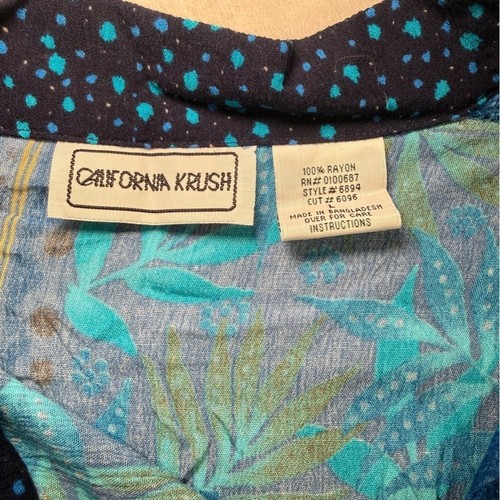 CALIFORNIA KRUSH
100% RAYON
RN# 0100687
STYLE# 6894
CUT # 6096
L
MADE IN BANGLADESH
OVER FOR CARE
INSTRUCTIONS